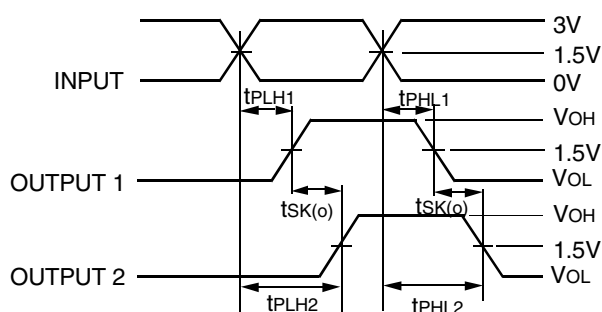 3V
1.5V
INPUT
0V
tPLH1
tPHL1
VOH
1.5V
OUTPUT 1
VOL
tSK(o)
tSK(o)
VOH
1.5V
OUTPUT 2
VOL
tPLH2
tPHL2